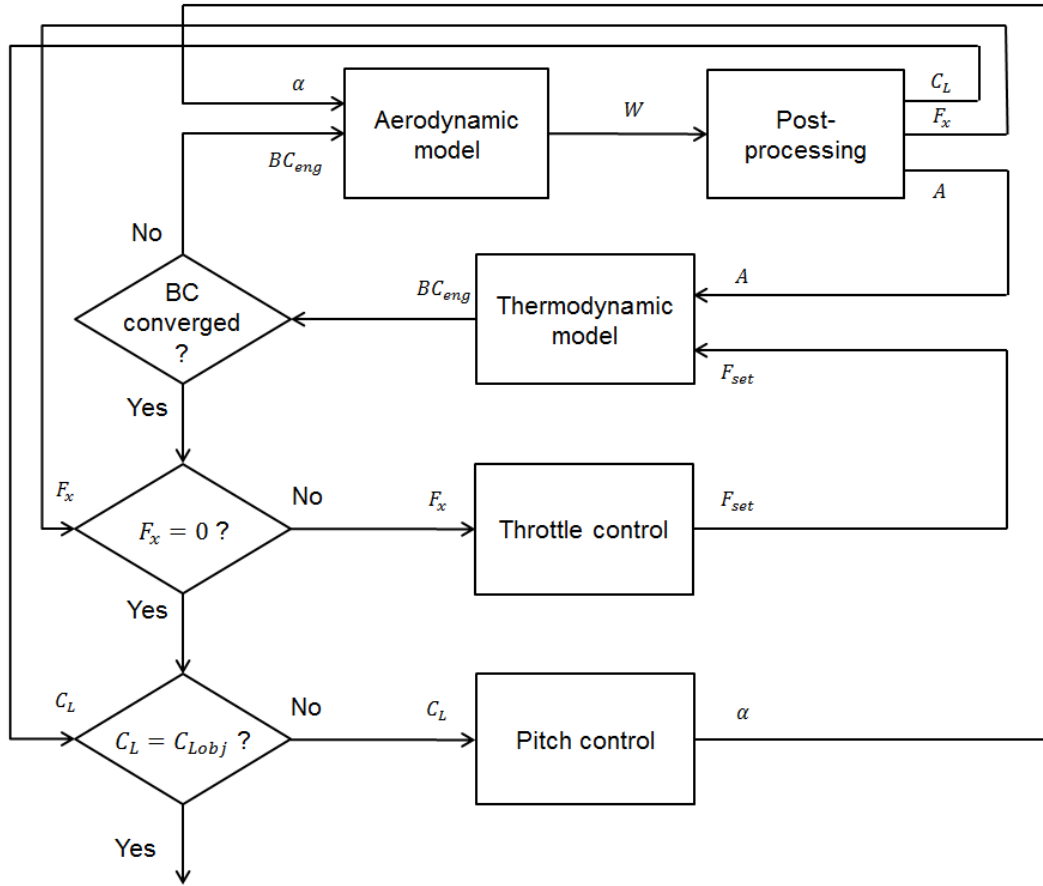 α
Aerodynamic
model
BC_eng
W
Post-
processing
C_L
F_x
A
No
BC
converged
?
BC_eng
Thermodynamic
model
A
F_set
Yes
F_x
F_x = 0 ?
No
F_x
Throttle control
F_set
Yes
C_L
C_L = C_Lobj ?
No
C_L
Pitch control
α
Yes